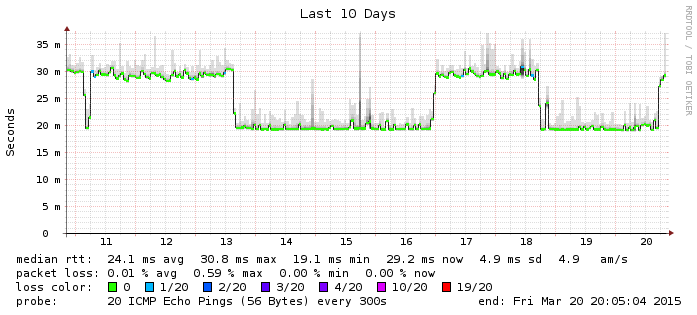 Last 10 Days
RRDTOOL / TOBI OETIKER
Seconds
35 m
30 m
25 m
20 m
15 m
10 m
5 m
0
11 12 13 14 15 16 17 18 19 20
median rtt: 24.1 ms avg 30.8 ms max 19.1 ms min 29.2 ms now 4.9 ms sd 4.9 am/s
packet loss: 0.01 % avg 0.59 % max 0.00 % min 0.00 % now
loss color: 0 1/20 2/20 3/20 4/20 10/20 19/20
probe: 20 ICMP Echo Pings (56 Bytes) every 300s end: Fri Mar 20 20:05:04 2015